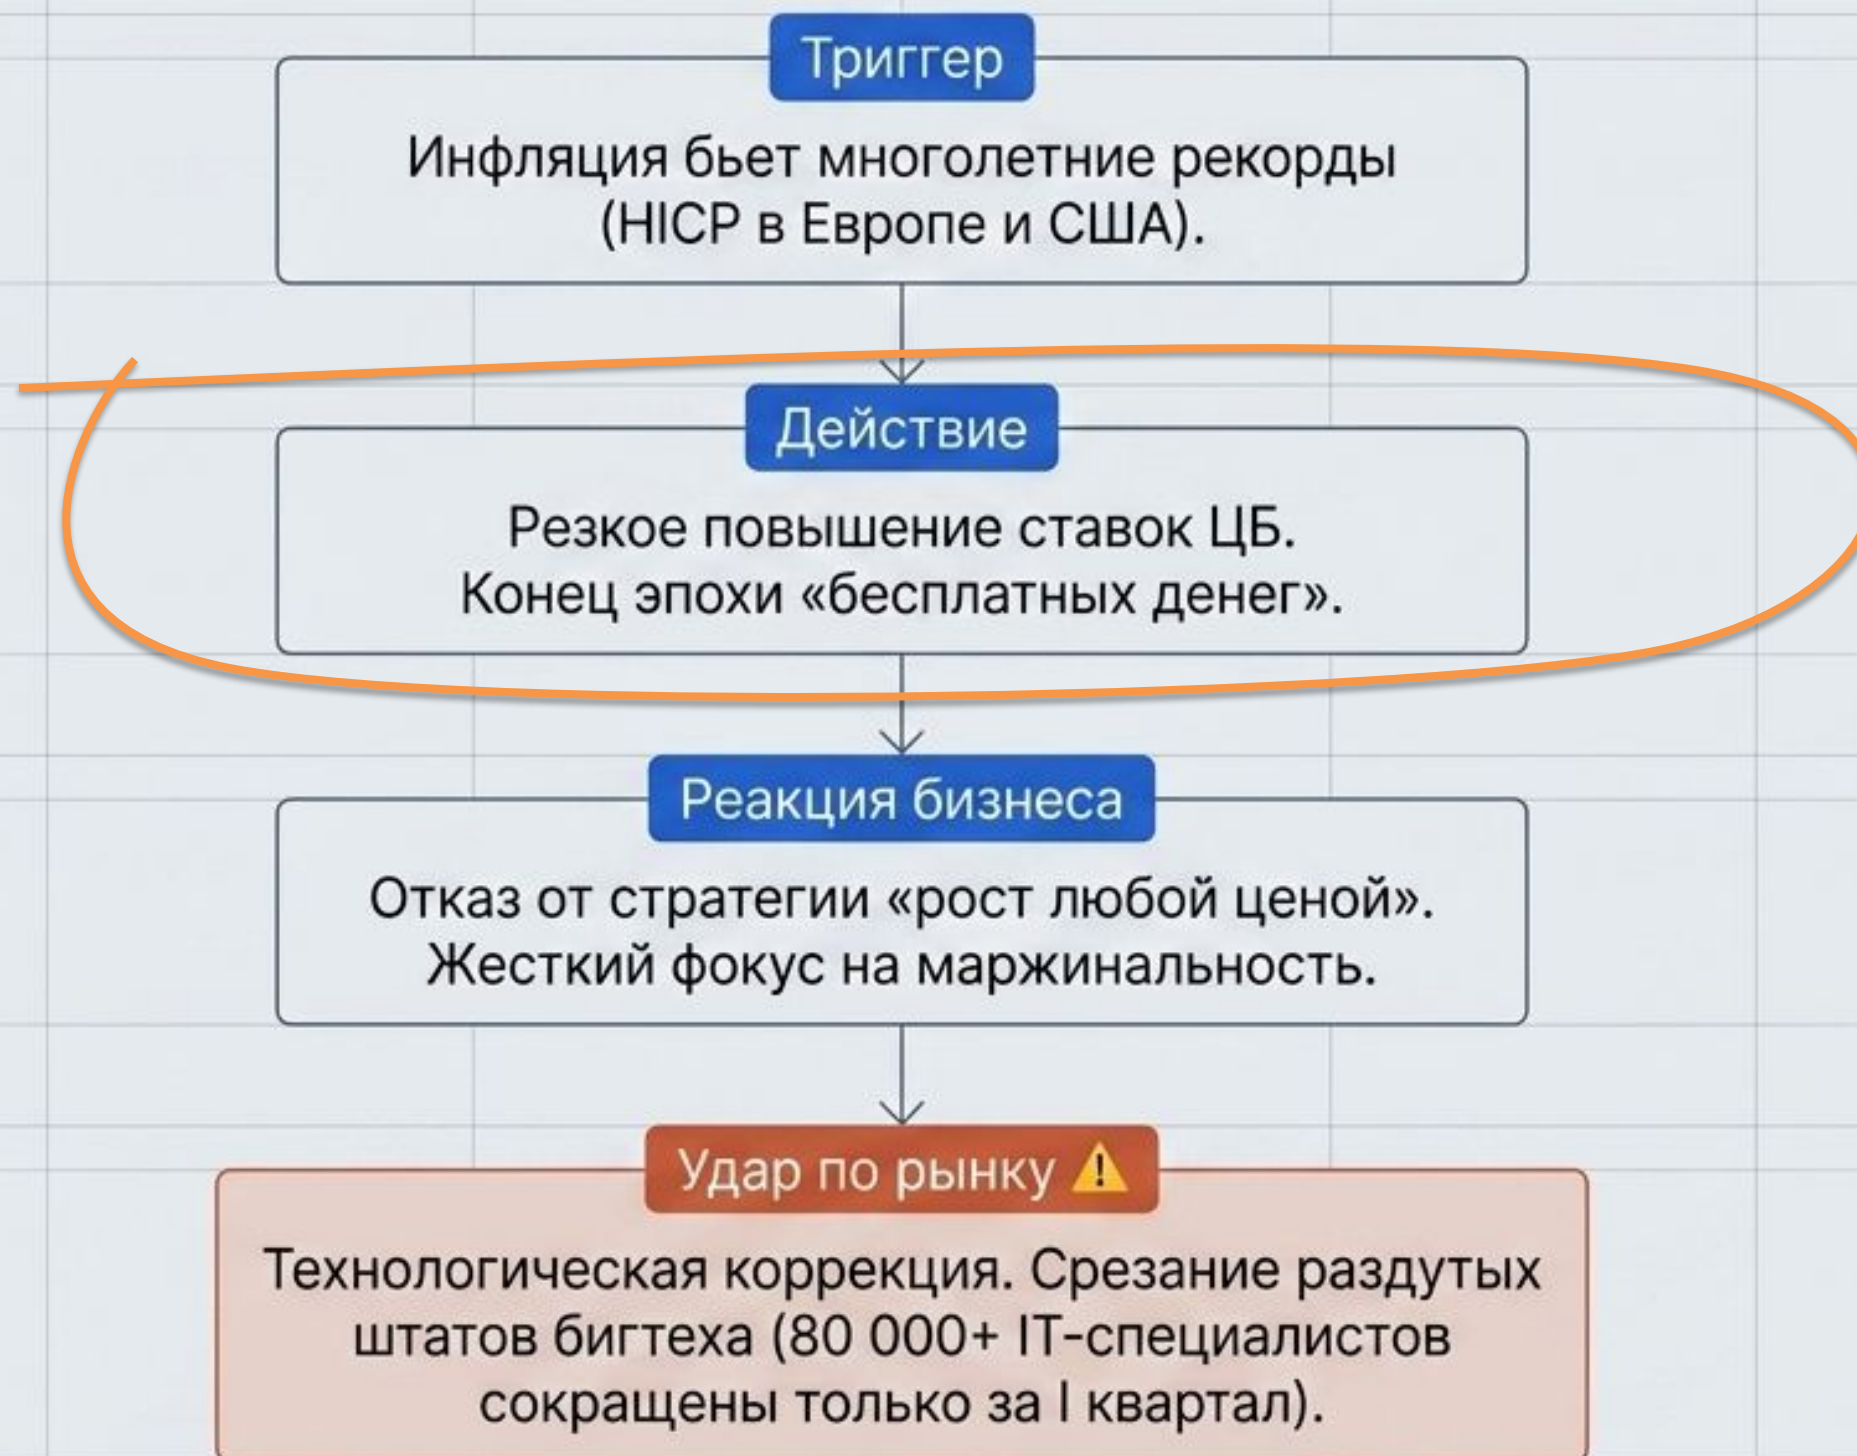 Триггер
Инфляция бьет многолетние рекорды
(HICP в Европе и США).
Действие
Резкое повышение ставок ЦБ.
Конец эпохи «бесплатных денег».
Реакция бизнеса
Отказ от стратегии «рост любой ценой».
Жесткий фокус на маржинальность.
Удар по рынку ⚠️
Технологическая коррекция. Срезание раздутых
штатов бигтеха (80 000+ IT-специалистов
сокращены только за I квартал).